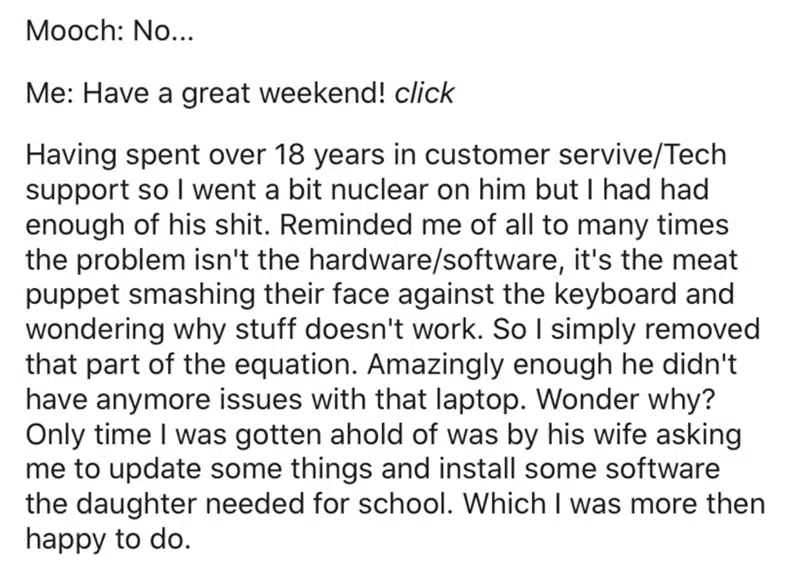 Mooch: No...
Me: Have a great weekend! click
Having spent over 18 years in customer servive/Tech
support so I went a bit nuclear on him but I had had
enough of his shit. Reminded me of all to many times
the problem isn't the hardware/software, it's the meat
puppet smashing their face against the keyboard and
wondering why stuff doesn't work. So I simply removed
that part of the equation. Amazingly enough he didn't
have anymore issues with that laptop. Wonder why?
Only time I was gotten ahold of was by his wife asking
me to update some things and install some software
the daughter needed for school. Which I was more then
happy to do.